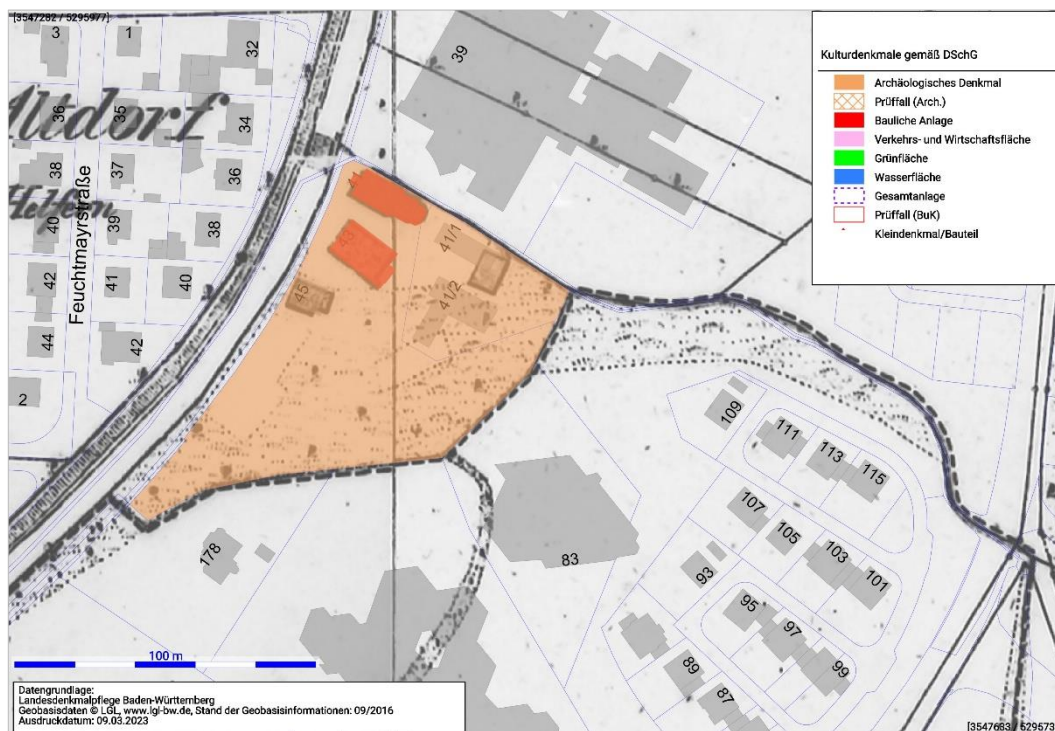 [3547282 / 5295977]
3
1
32
39
Altdorf
36
35
34
38
37
36
Feuchtmayrstraße
40
39
38
42
41
40
44
42
2
43
41/1
41/2
45
109
111
113
115
107
105
103
101
93
95
97
99
89
87
83
178
100 m
Kulturdenkmale gemäß DSchG
Archäologisches Denkmal
Prüffall (Arch.)
Bauliche Anlage
Verkehrs- und Wirtschaftsfläche
Grünfläche
Wasserfläche
Gesamtanlage
Prüffall (BuK)
Kleindenkmal/Bauteil
Datengrundlage:
Landesdenkmalpflege Baden-Württemberg
Geobasisdaten © LGL, www.lgl-bw.de, Stand der Geobasisinformationen: 09/2016
Ausdruckdatum: 09.03.2023